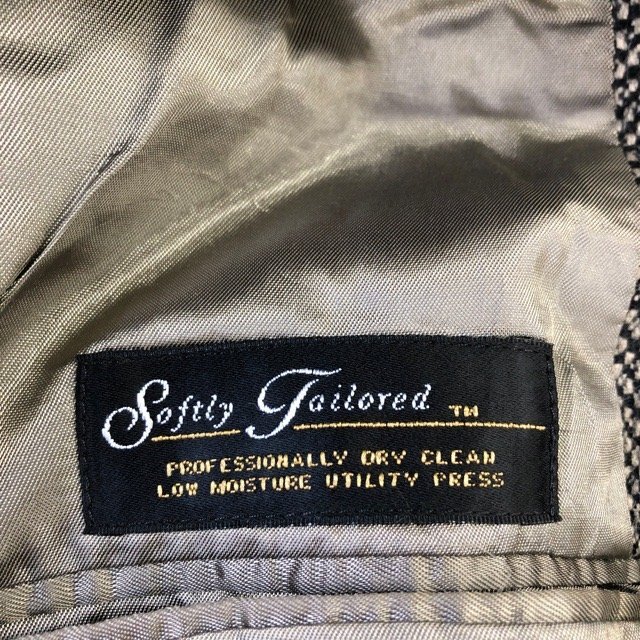 Softly Tailored TM
PROFESSIONALLY DRY CLEAN
LOW MOISTURE UTILITY PRESS